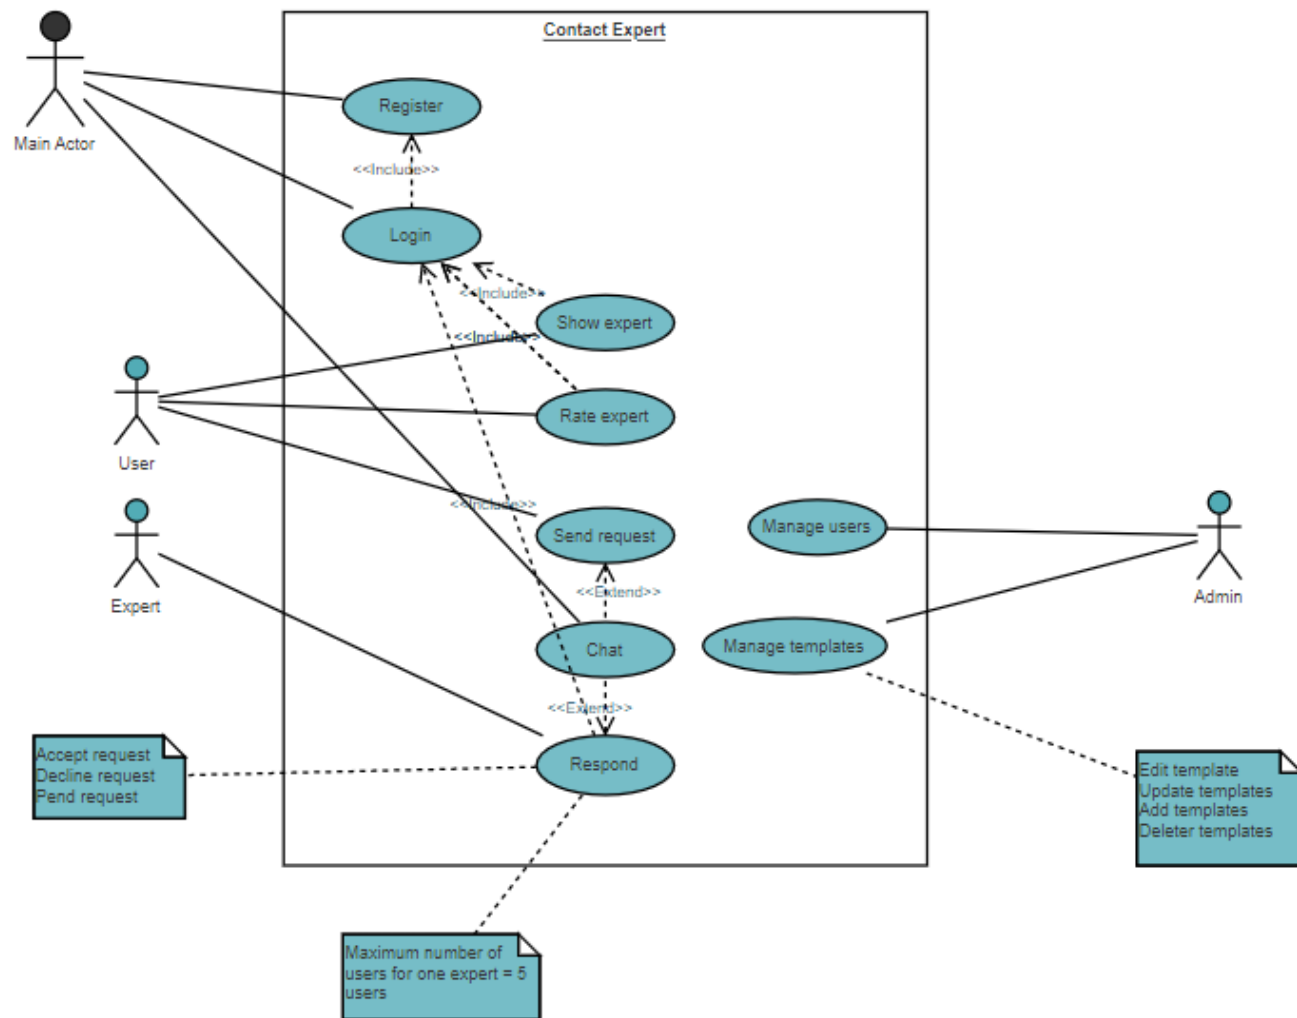 Contact Expert
Main Actor
Register
<<Include>>
Login
<<Include>>
Show expert
<<Include>>
User
Rate expert
<<Include>>
Send request
Manage users
Expert
<<Extend>>
Admin
Chat
Manage templates
<<Extend>>
Respond
Accept request
Decline request
Pend request
Edit template
Update templates
Add templates
Deleter templates
Maximum number of
users for one expert = 5
users